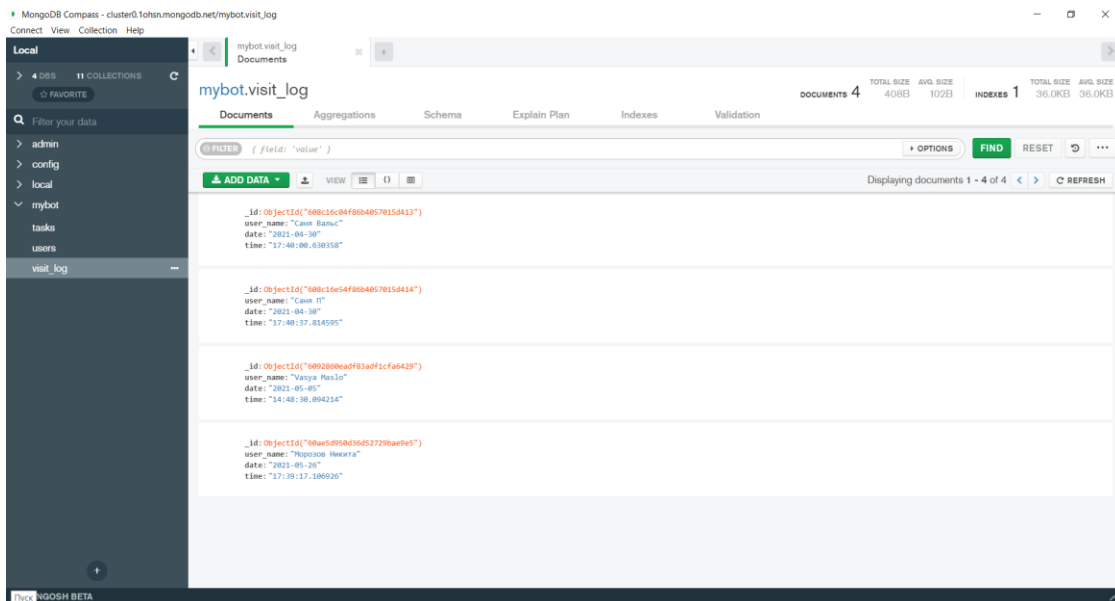 MongoDB Compass - cluster0.1ohsn.mongodb.net/mybot.visit_log
Connect View Collection Help
Local
4 DBS 11 COLLECTIONS
☆ FAVORITE
Filter your data
admin
config
local
mybot
tasks
users
visit_log
mybot.visit_log
Documents
mybot.visit_log
DOCUMENTS 4 TOTAL SIZE 408B AVG. SIZE 102B INDEXES 1 TOTAL SIZE 36.0KB AVG. SIZE 36.0KB
Documents Aggregations Schema Explain Plan Indexes Validation
FILTER { field: 'value' } OPTIONS FIND RESET ...
ADD DATA VIEW {} Displaying documents 1 - 4 of 4 < > REFRESH
_id:ObjectId("608c16c04f86b4057015d413")
user_name:"Саня Вальс"
date:"2021-04-30"
time:"17:40:00.630358"
_id:ObjectId("608c16e54f86b4057015d414")
user_name:"Саня П"
date:"2021-04-30"
time:"17:40:37.814595"
_id:ObjectId("6092860eadf83adf1cfa6429")
user_name:"Vasya Maslo"
date:"2021-05-05"
time:"14:48:30.094214"
_id:ObjectId("60ae5d950d36d52729bae9e5")
user_name:"Морозов Никита"
date:"2021-05-26"
time:"17:39:17.106926"
Пуск NGOSH BETA